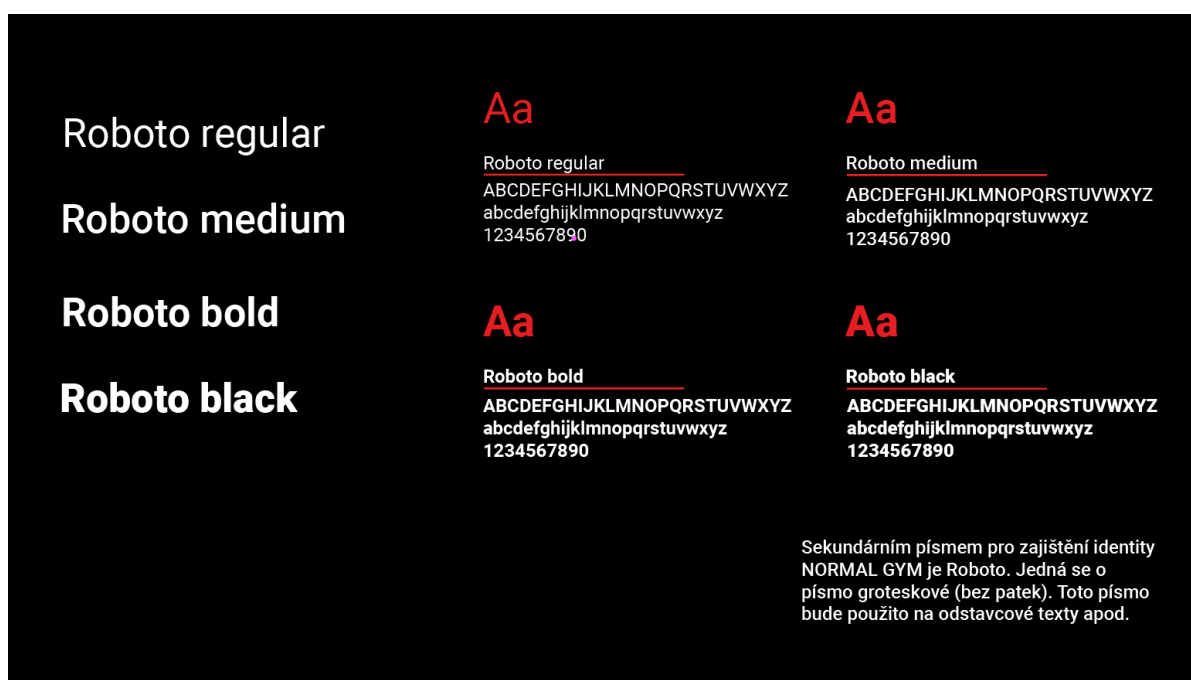 Roboto regular
Roboto medium
Roboto bold
Roboto black
Aa
Roboto regular
ABCDEFGHIJKLMNOPQRSTUVWXYZ
abcdefghijklmnopqrstuvwxyz
1234567890
Aa
Roboto medium
ABCDEFGHIJKLMNOPQRSTUVWXYZ
abcdefghijklmnopqrstuvwxyz
1234567890
Aa
Roboto bold
ABCDEFGHIJKLMNOPQRSTUVWXYZ
abcdefghijklmnopqrstuvwxyz
1234567890
Aa
Roboto black
ABCDEFGHIJKLMNOPQRSTUVWXYZ
abcdefghijklmnopqrstuvwxyz
1234567890
Sekundárním písmem pro zajištění identity
NORMAL GYM je Roboto. Jedná se o
písmo groteskové (bez patek). Toto písmo
bude použito na odstavcové texty apod.